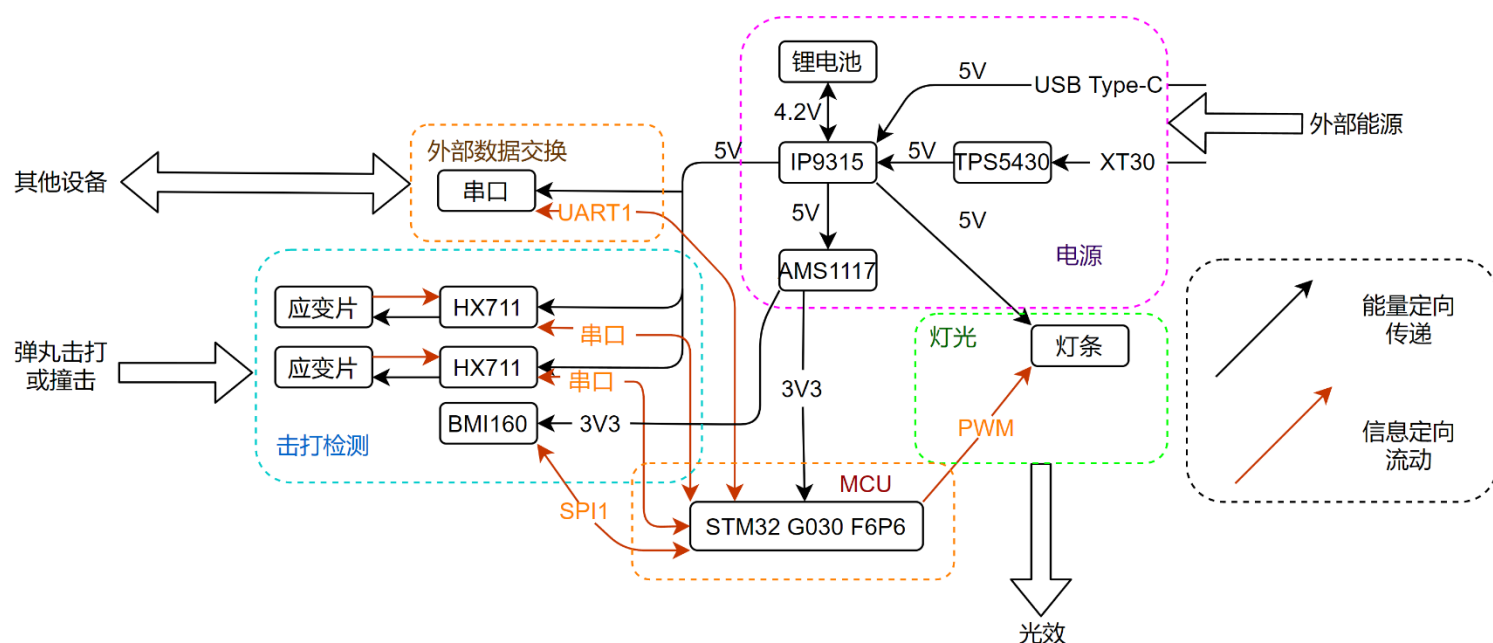 锂电池
5V
USB Type-C
4.2V
外部能源
外部数据交换
5V
IP9315
5V
TPS5430
XT30
其他设备
串口
UART1
5V
5V
电源
AMS1117
应变片
HX711
串口
灯光
灯条
能量定向
传递
弹丸击打
或撞击
应变片
HX711
串口
3V3
BMI160
3V3
PWM
击打检测
信息定向
流动
MCU
SPI1
STM32 G030 F6P6
光效